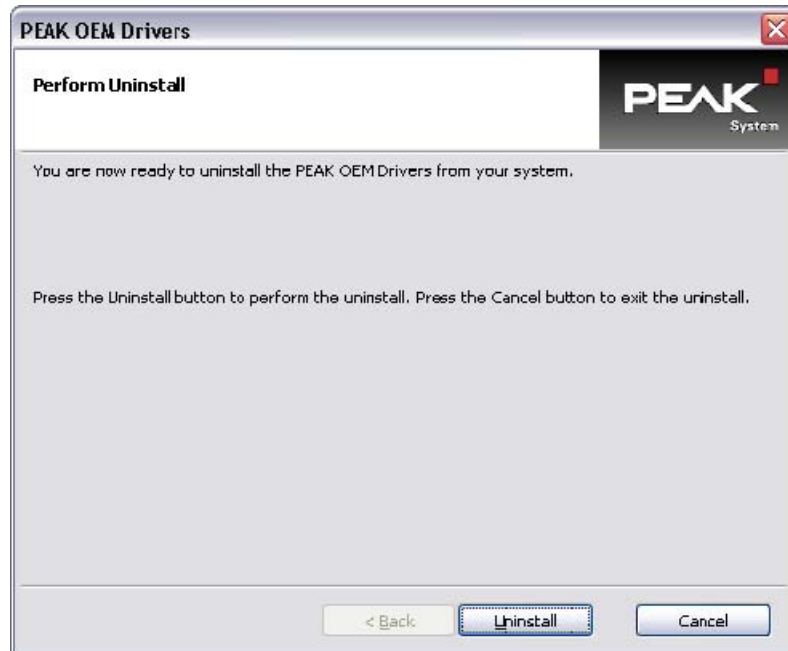 PEAK OEM Drivers
Perform Uninstall
PEAK
System
You are now ready to uninstall the PEAK OEM Drivers from your system.
Press the Uninstall button to perform the uninstall. Press the Cancel button to exit the uninstall.
< Back
Uninstall
Cancel